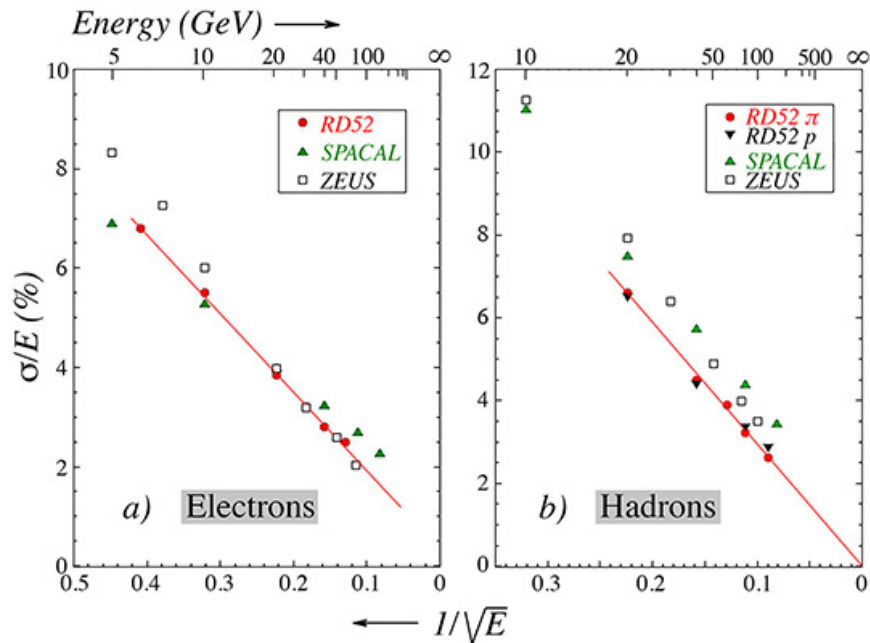 Energy (GeV) →
5 10 20 40 100 ∞
10 20 50 100 500 ∞
10
8
6
4
2
0
σ/E (%)
RD52
SPACAL
ZEUS
a) Electrons
0.5 0.4 0.3 0.2 0.1 0
12
10
8
6
4
2
0
RD52 π
RD52 p
SPACAL
ZEUS
b) Hadrons
0.3 0.2 0.1 0
← 1/√E